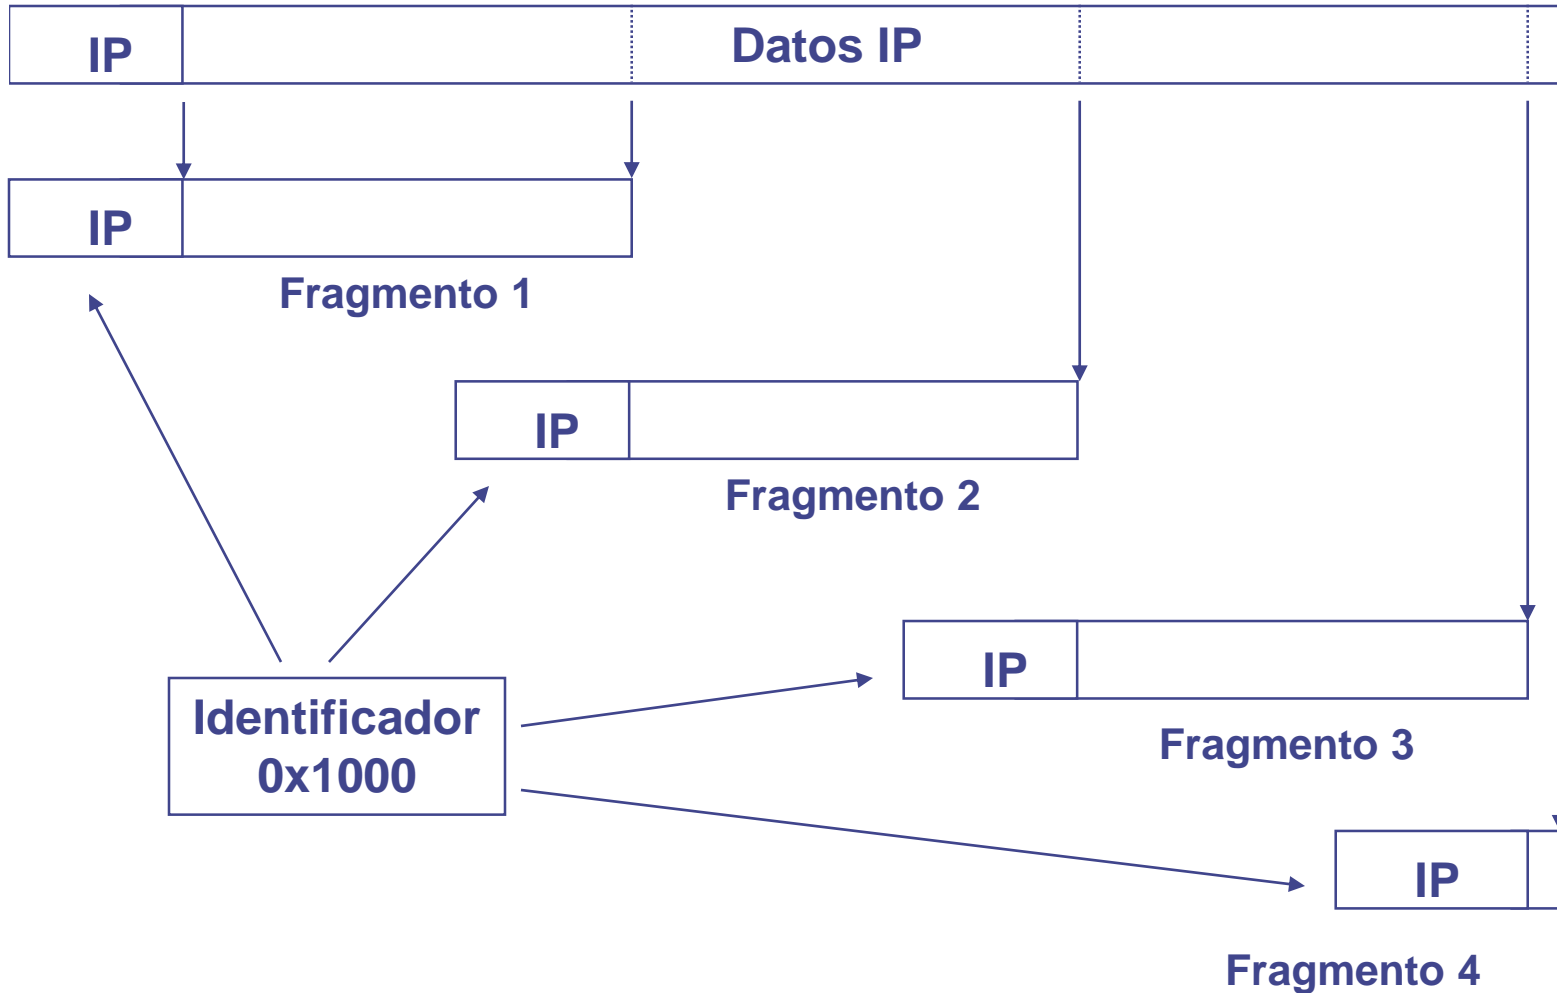 IP
Datos IP
IP
Fragmento 1
IP
Fragmento 2
IP
Identificador
0x1000
Fragmento 3
IP
Fragmento 4